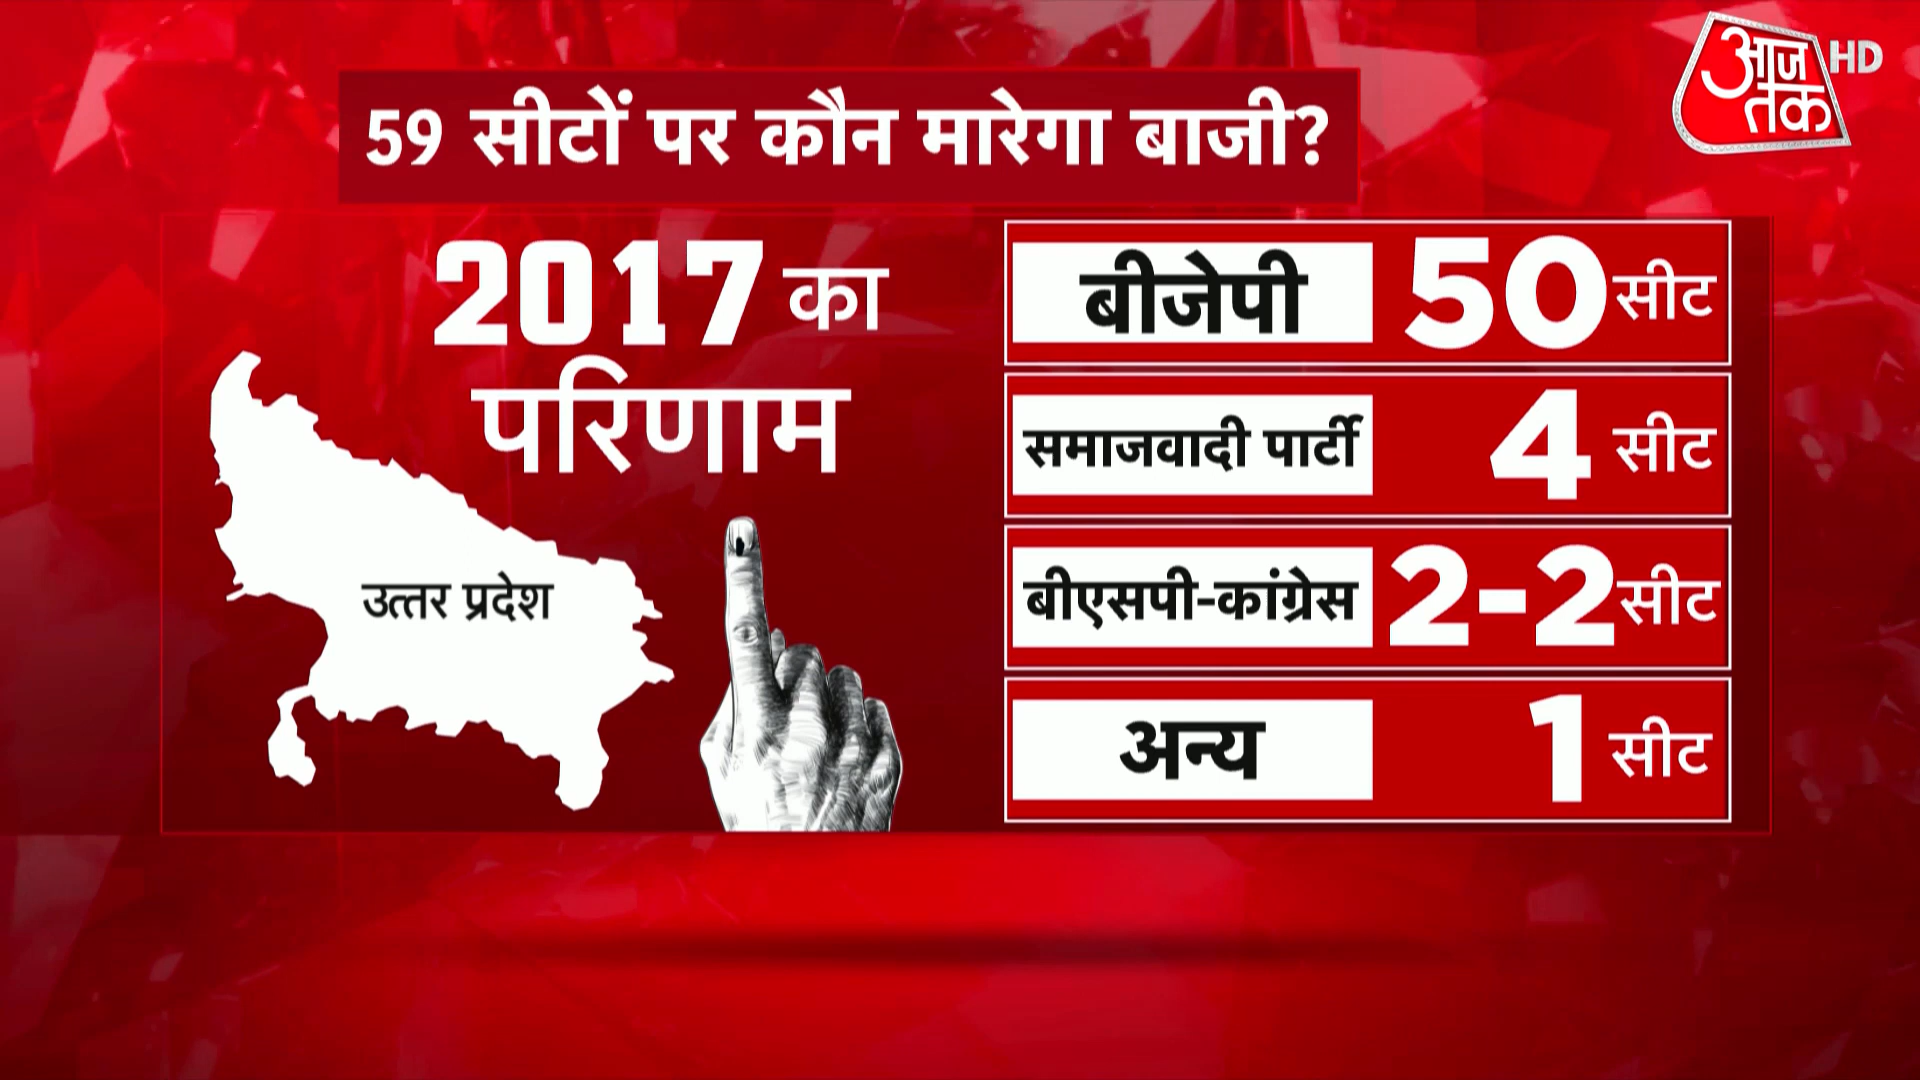 आज तक HD
59 सीटों पर कौन मारेगा बाजी?
2017 का
परिणाम
उत्तर प्रदेश
बीजेपी 50 सीट
समाजवादी पार्टी 4 सीट
बीएसपी-कांग्रेस 2-2 सीट
अन्य 1 सीट